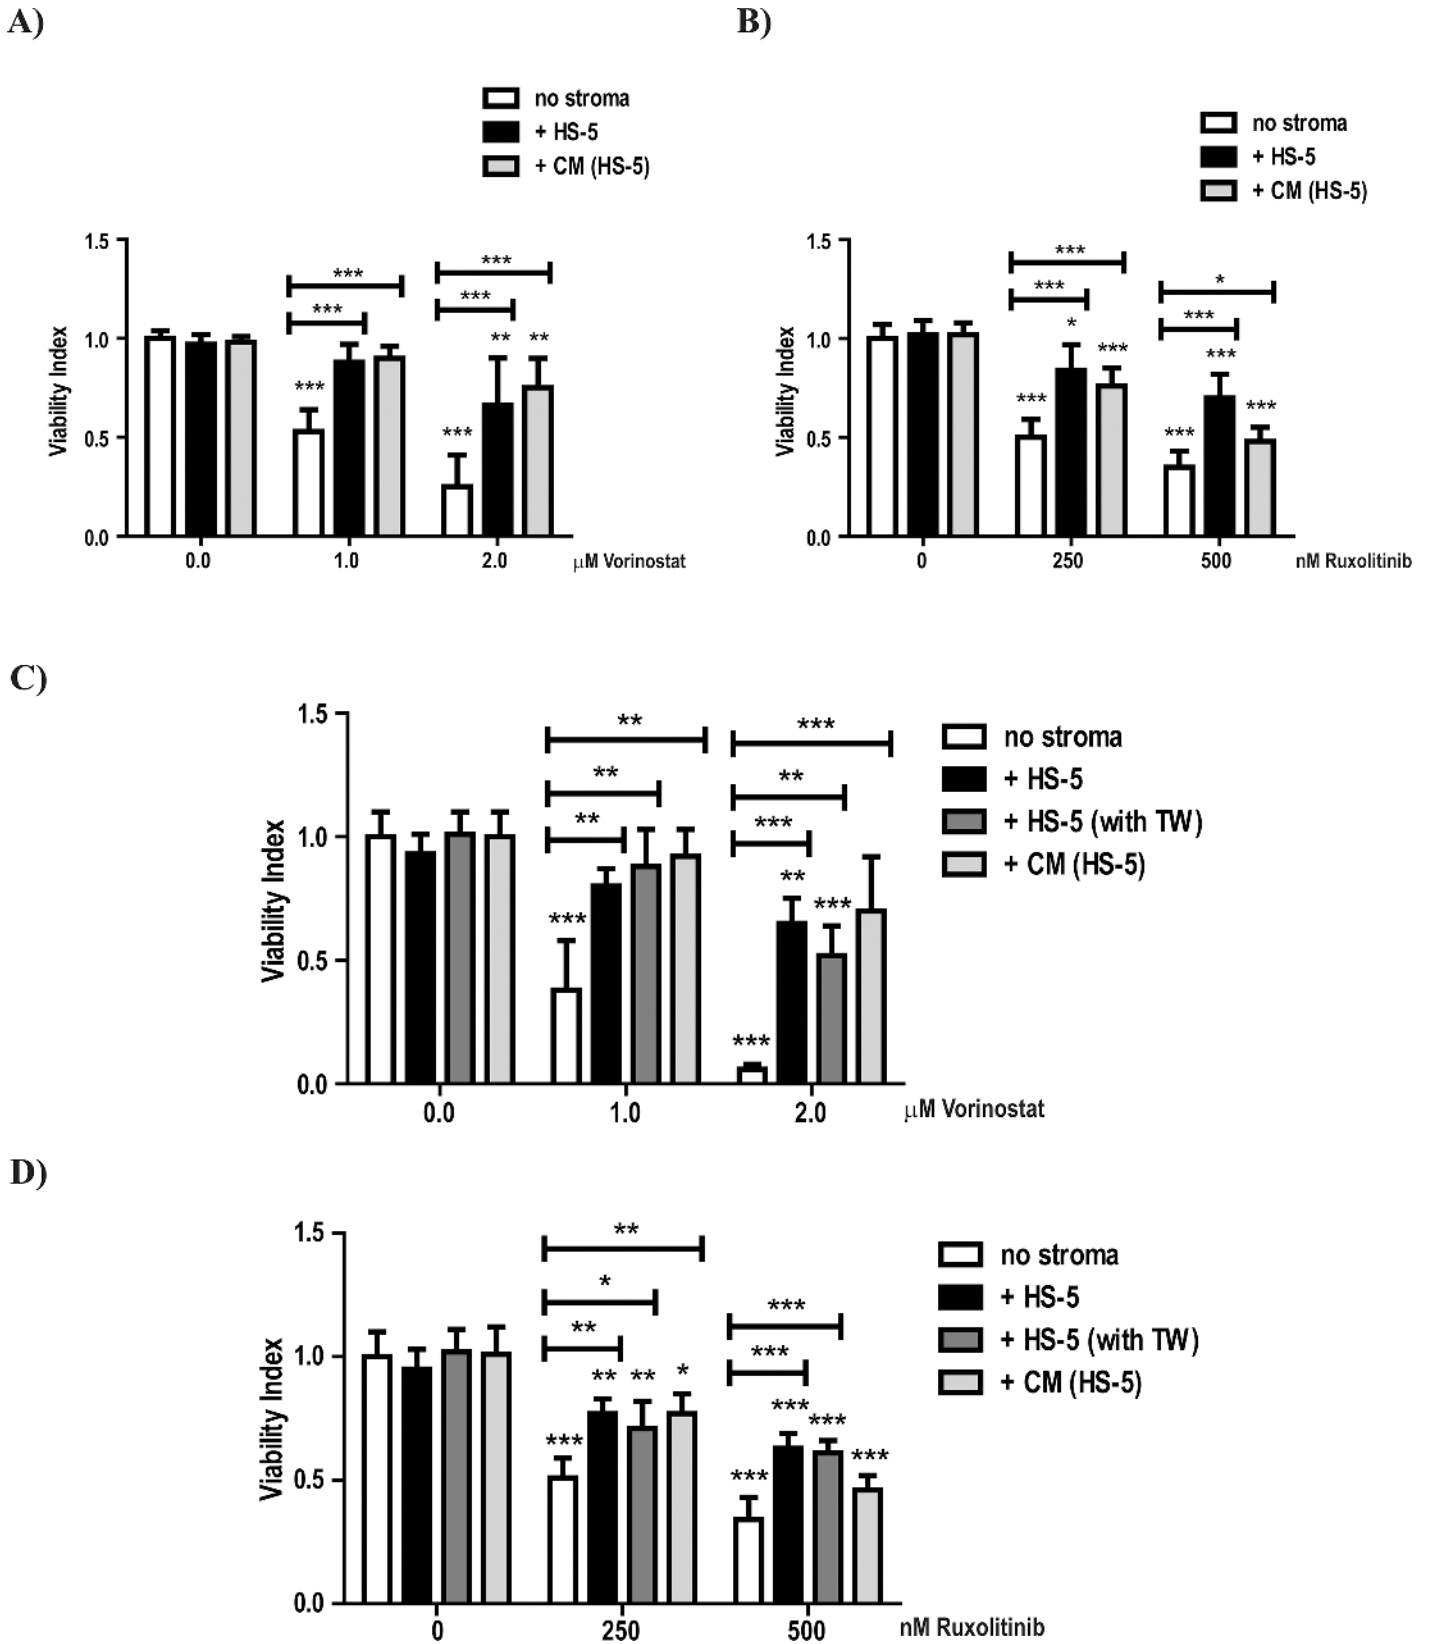 A)
no stroma
+ HS-5
+ CM (HS-5)
1.5
1.0
0.5
0.0
Viability Index
***
***
***
***
***
***
**
**
0.0
1.0
2.0
μM Vorinostat
B)
no stroma
+ HS-5
+ CM (HS-5)
1.5
1.0
0.5
0.0
Viability Index
***
***
***
*
***
*
***
***
***
***
0
250
500
nM Ruxolitinib
C)
no stroma
+ HS-5
+ HS-5 (with TW)
+ CM (HS-5)
1.5
1.0
0.5
0.0
Viability Index
**
**
**
***
***
**
***
**
***
***
0.0
1.0
2.0
μM Vorinostat
D)
no stroma
+ HS-5
+ HS-5 (with TW)
+ CM (HS-5)
1.5
1.0
0.5
0.0
Viability Index
**
*
**
***
**
**
*
***
***
***
***
***
***
0
250
500
nM Ruxolitinib